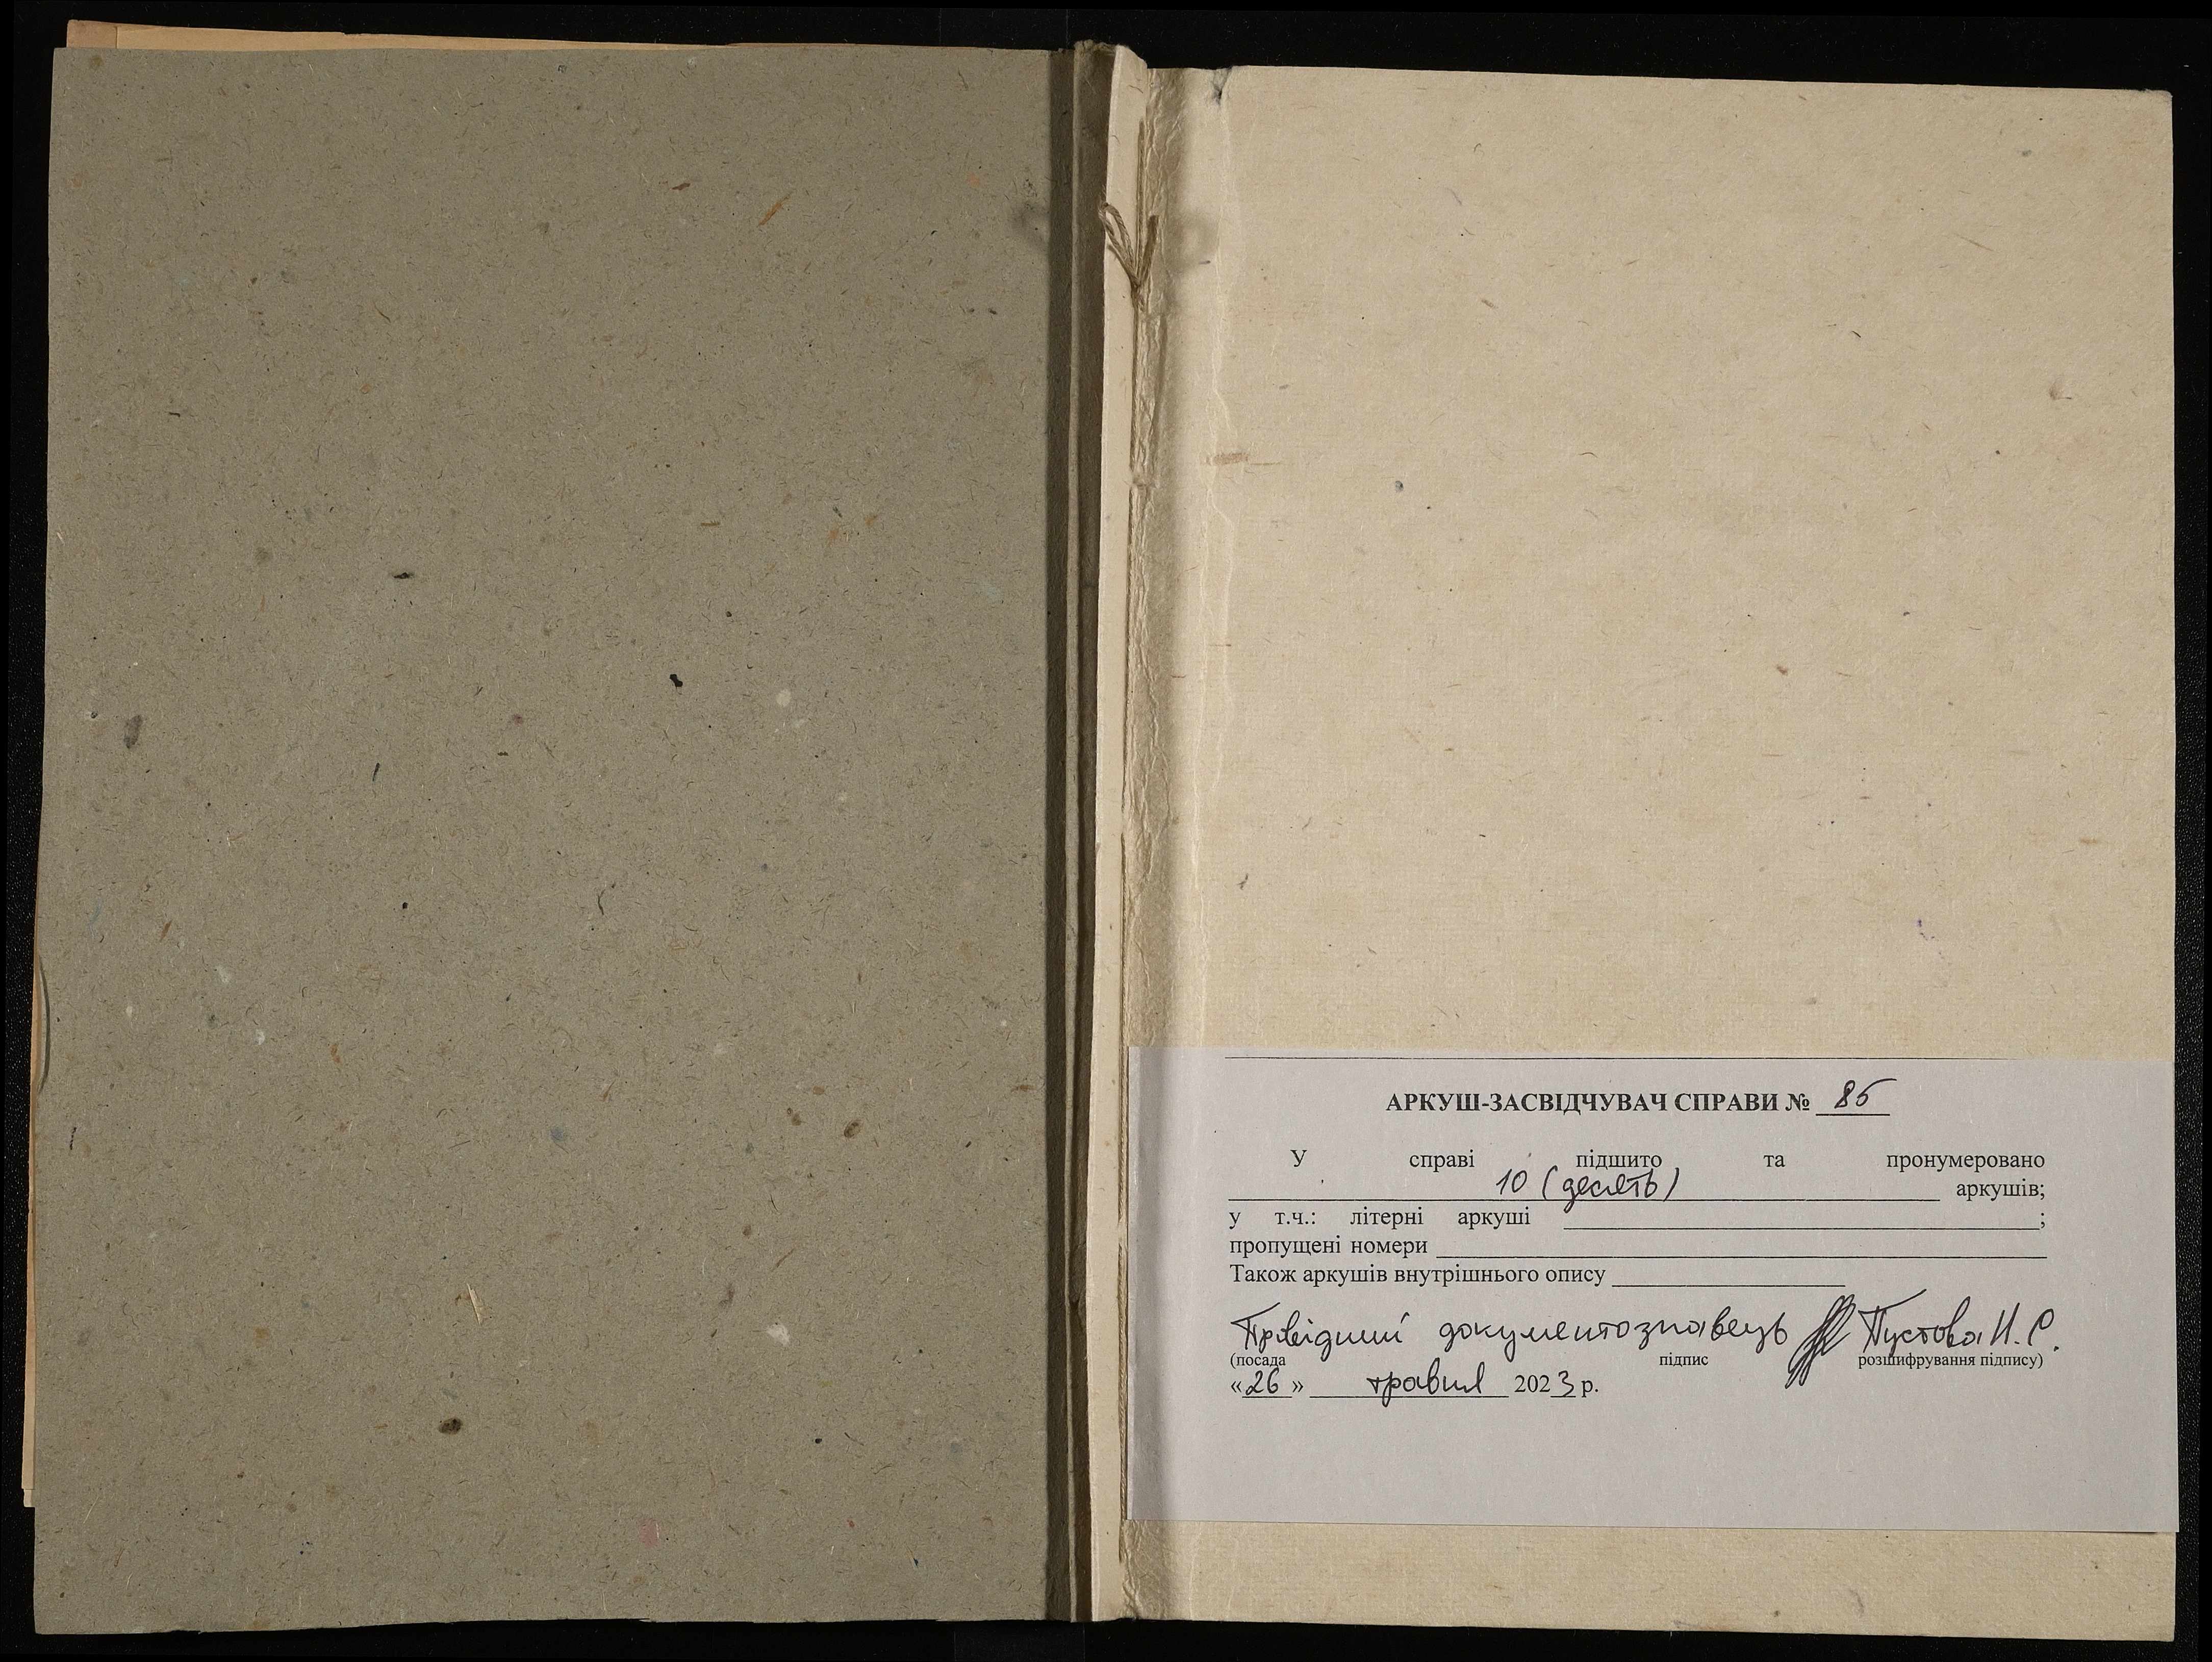 АРКУШ-ЗАСВІДЧУВАЧ СПРАВИ № 85
У справі підшито та пронумеровано
10 (десять) аркушів;
у т.ч.: літерні аркуші ;
пропущені номери
Також аркушів внутрішнього опису
Провідний документознавець Пустова Н.С.
(посада підпис розшифрування підпису)
«26» травня 2023 р.